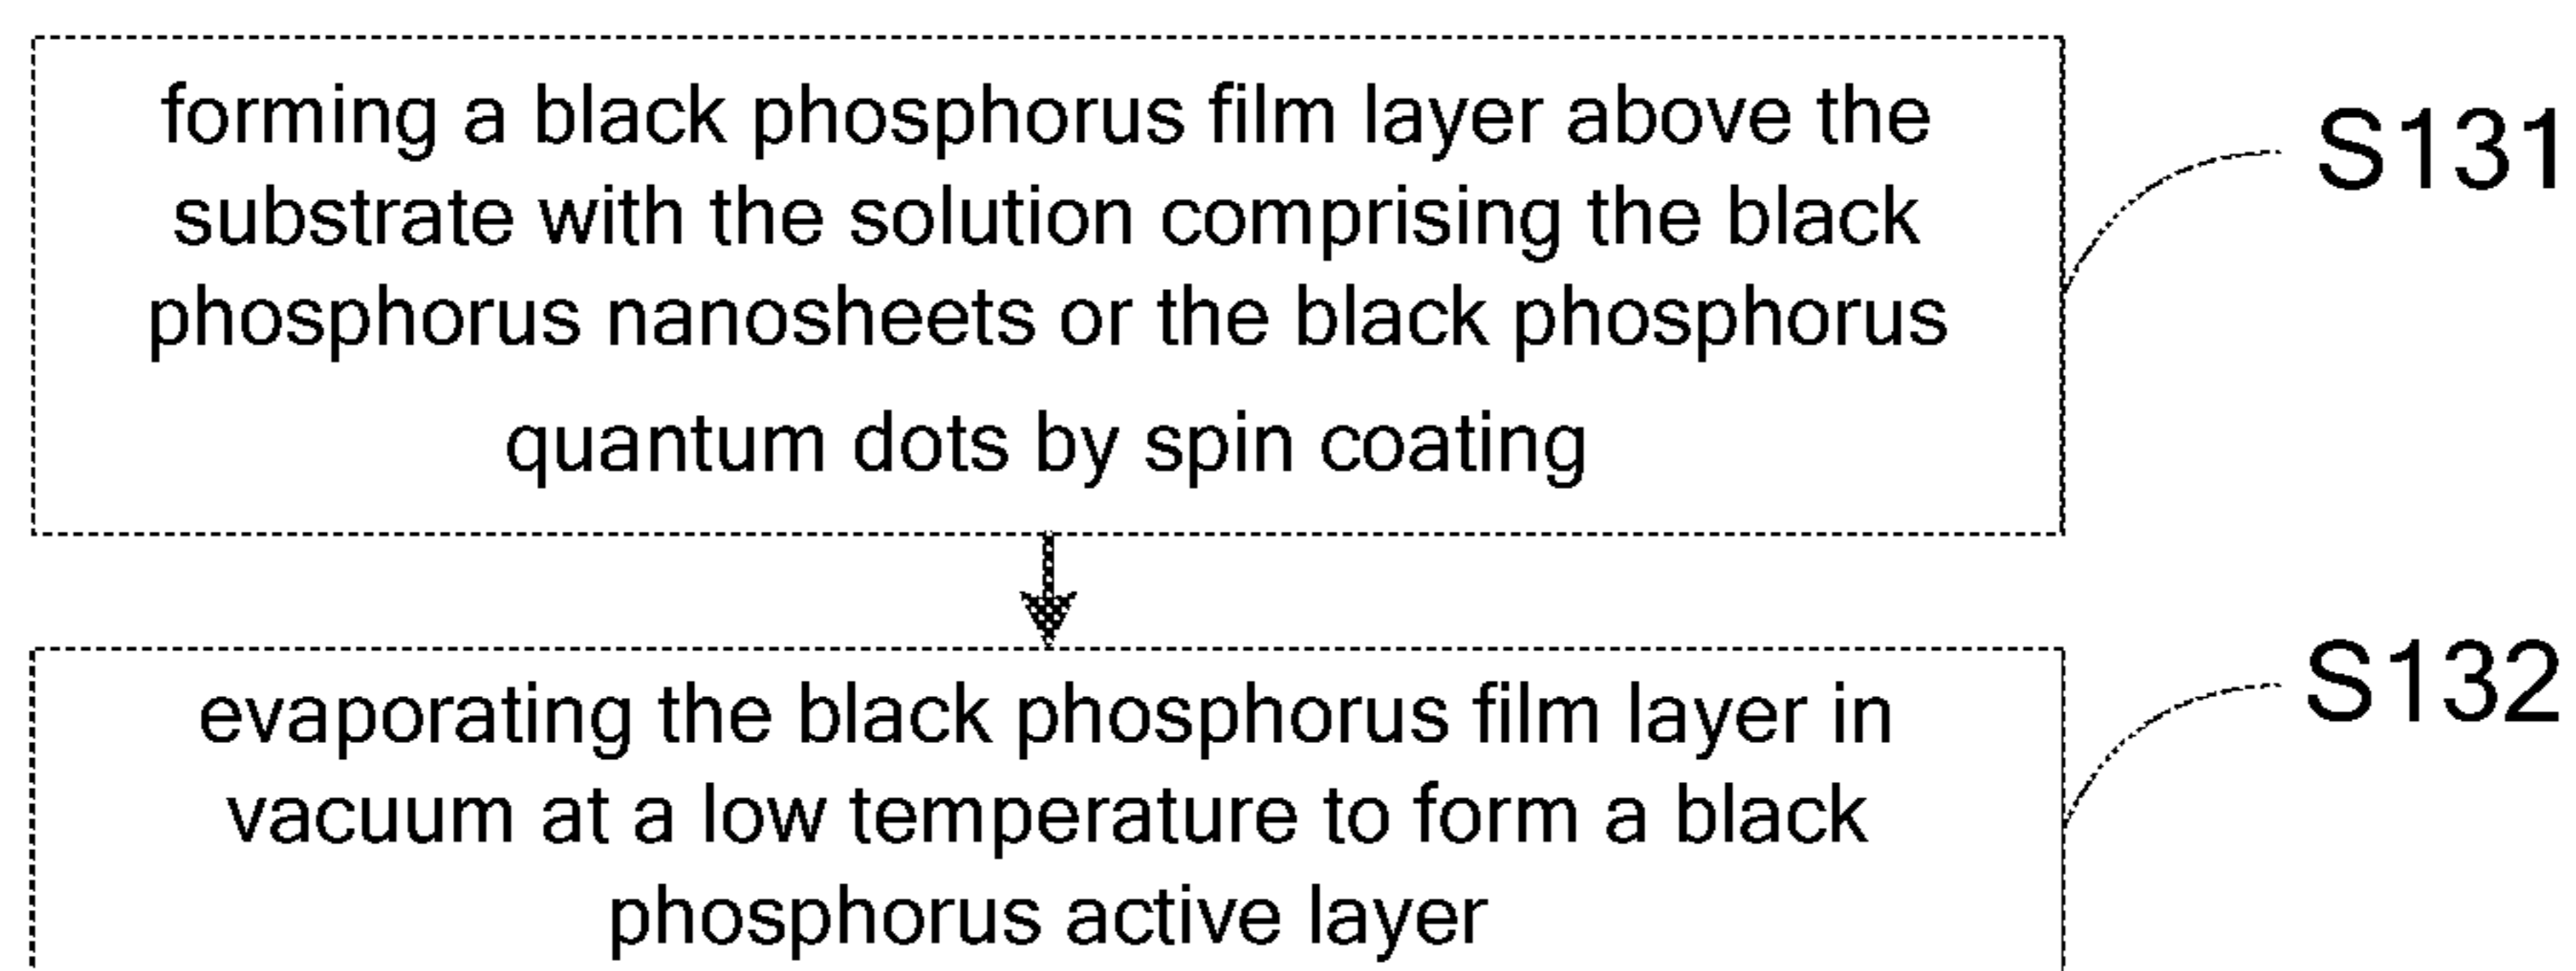 forming a black phosphorus film layer above the
substrate with the solution comprising the black
phosphorus nanosheets or the black phosphorus
quantum dots by spin coating
S131
evaporating the black phosphorus film layer in
vacuum at a low temperature to form a black
phosphorus active layer
S132